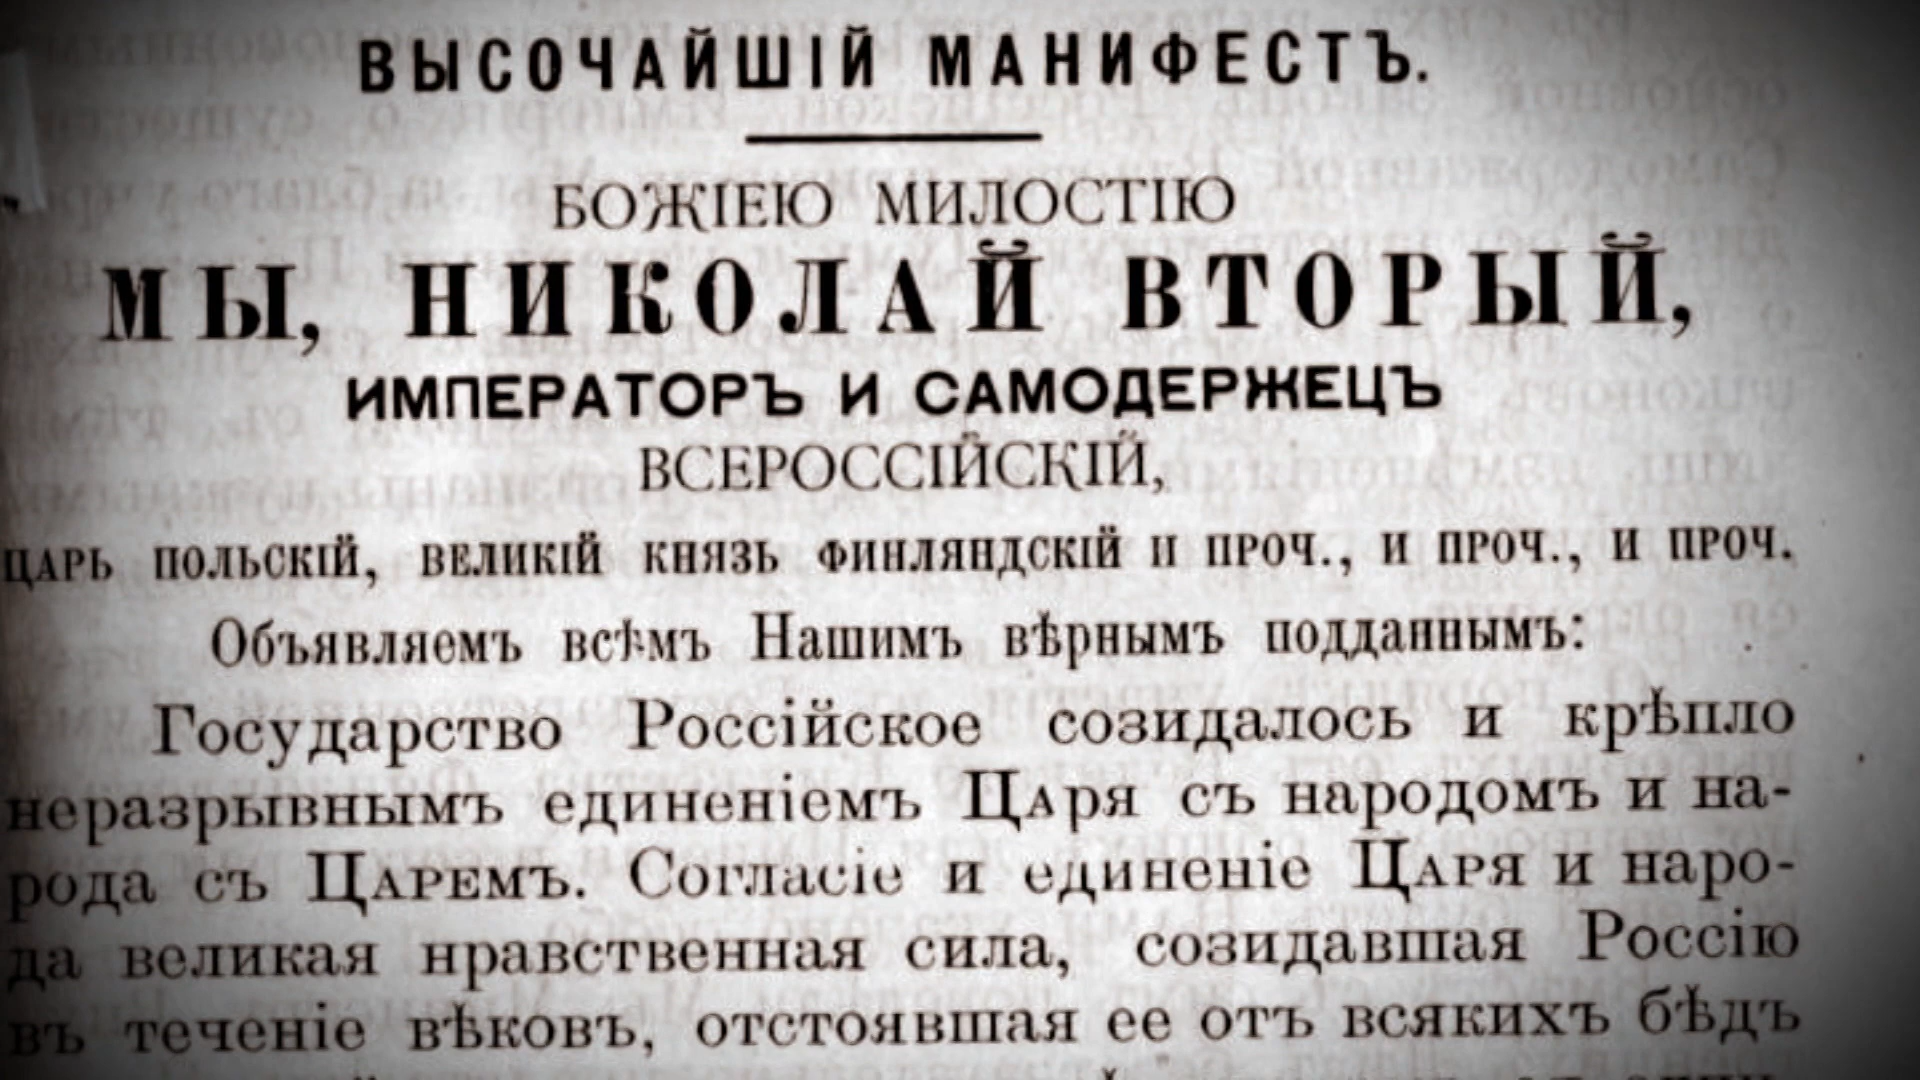 ВЫСОЧАЙШІЙ МАНИФЕСТЪ.
БОЖІЕЮ МИЛОСТІЮ
МЫ, НИКОЛАЙ ВТОРЫЙ,
ИМПЕРАТОРЪ И САМОДЕРЖЕЦЪ
ВСЕРОССІЙСКІЙ,
ЦАРЬ ПОЛЬСКІЙ, ВЕЛИКІЙ КНЯЗЬ ФИНЛЯНДСКІЙ И ПРОЧ., И ПРОЧ., И ПРОЧ.
Объявляемъ всѣмъ Нашимъ вѣрнымъ подданнымъ:
Государство Россійское созидалось и крѣпло
неразрывнымъ единеніемъ ЦАРЯ съ народомъ и на-
рода съ ЦАРЕМЪ. Согласіе и единеніе ЦАРЯ и наро-
да великая нравственная сила, созидавшая Россію
въ теченіе вѣковъ, отстоявшая ее отъ всякихъ бѣдъ